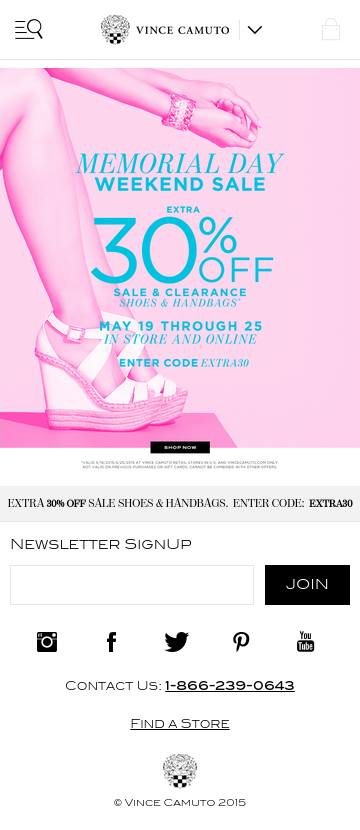 VINCE CAMUTO
MEMORIAL DAY
WEEKEND SALE
EXTRA
30% OFF
SALE & CLEARANCE
SHOES & HANDBAGS*
MAY 19 THROUGH 25
IN STORE AND ONLINE
ENTER CODE EXTRA30
SHOP NOW
EXTRA 30% OFF SALE SHOES & HANDBAGS. ENTER CODE: EXTRA30
Newsletter SignUp
JOIN
You
Tube
Contact Us: 1-866-239-0643
Find a Store
© Vince Camuto 2015